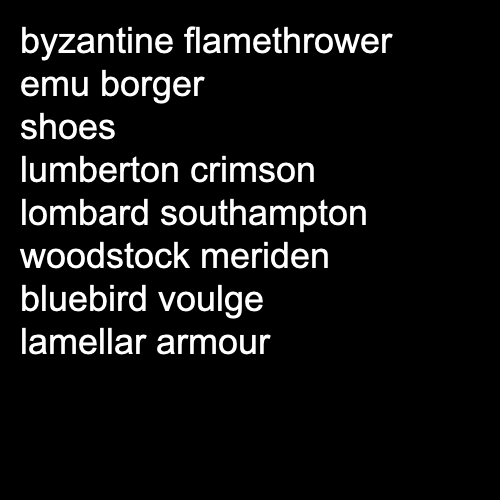 byzantine flamethrower
emu borger
shoes
lumberton crimson
lombard southampton
woodstock meriden
bluebird voulge
lamellar armour